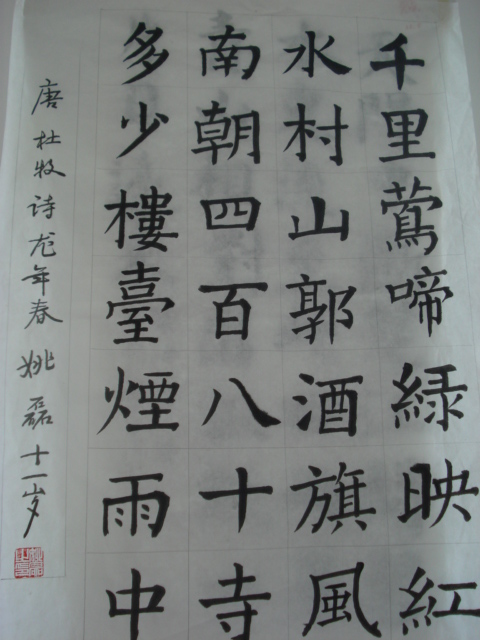 千里莺啼綠映紅
水村山郭酒旗風
南朝四百八十寺
多少樓臺煙雨中
唐杜牧诗龙年春姚磊十一岁